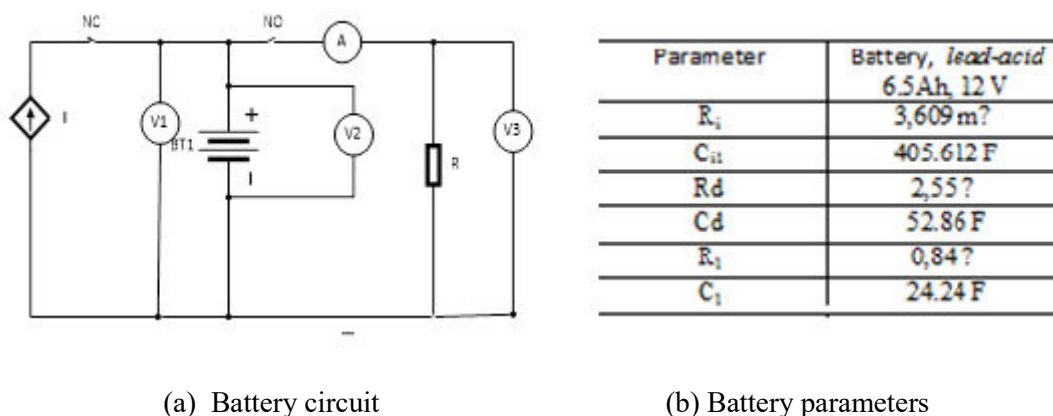 NC
NO
A
I
V1
+
BT1
V2
V3
R
Parameter Battery, lead-acid
6.5Ah, 12 V
Ri 3,609 m?
Ci1 405.612 F
Rd 2,55 ?
Cd 52.86 F
R1 0,84 ?
C1 24.24 F
(a) Battery circuit (b) Battery parameters